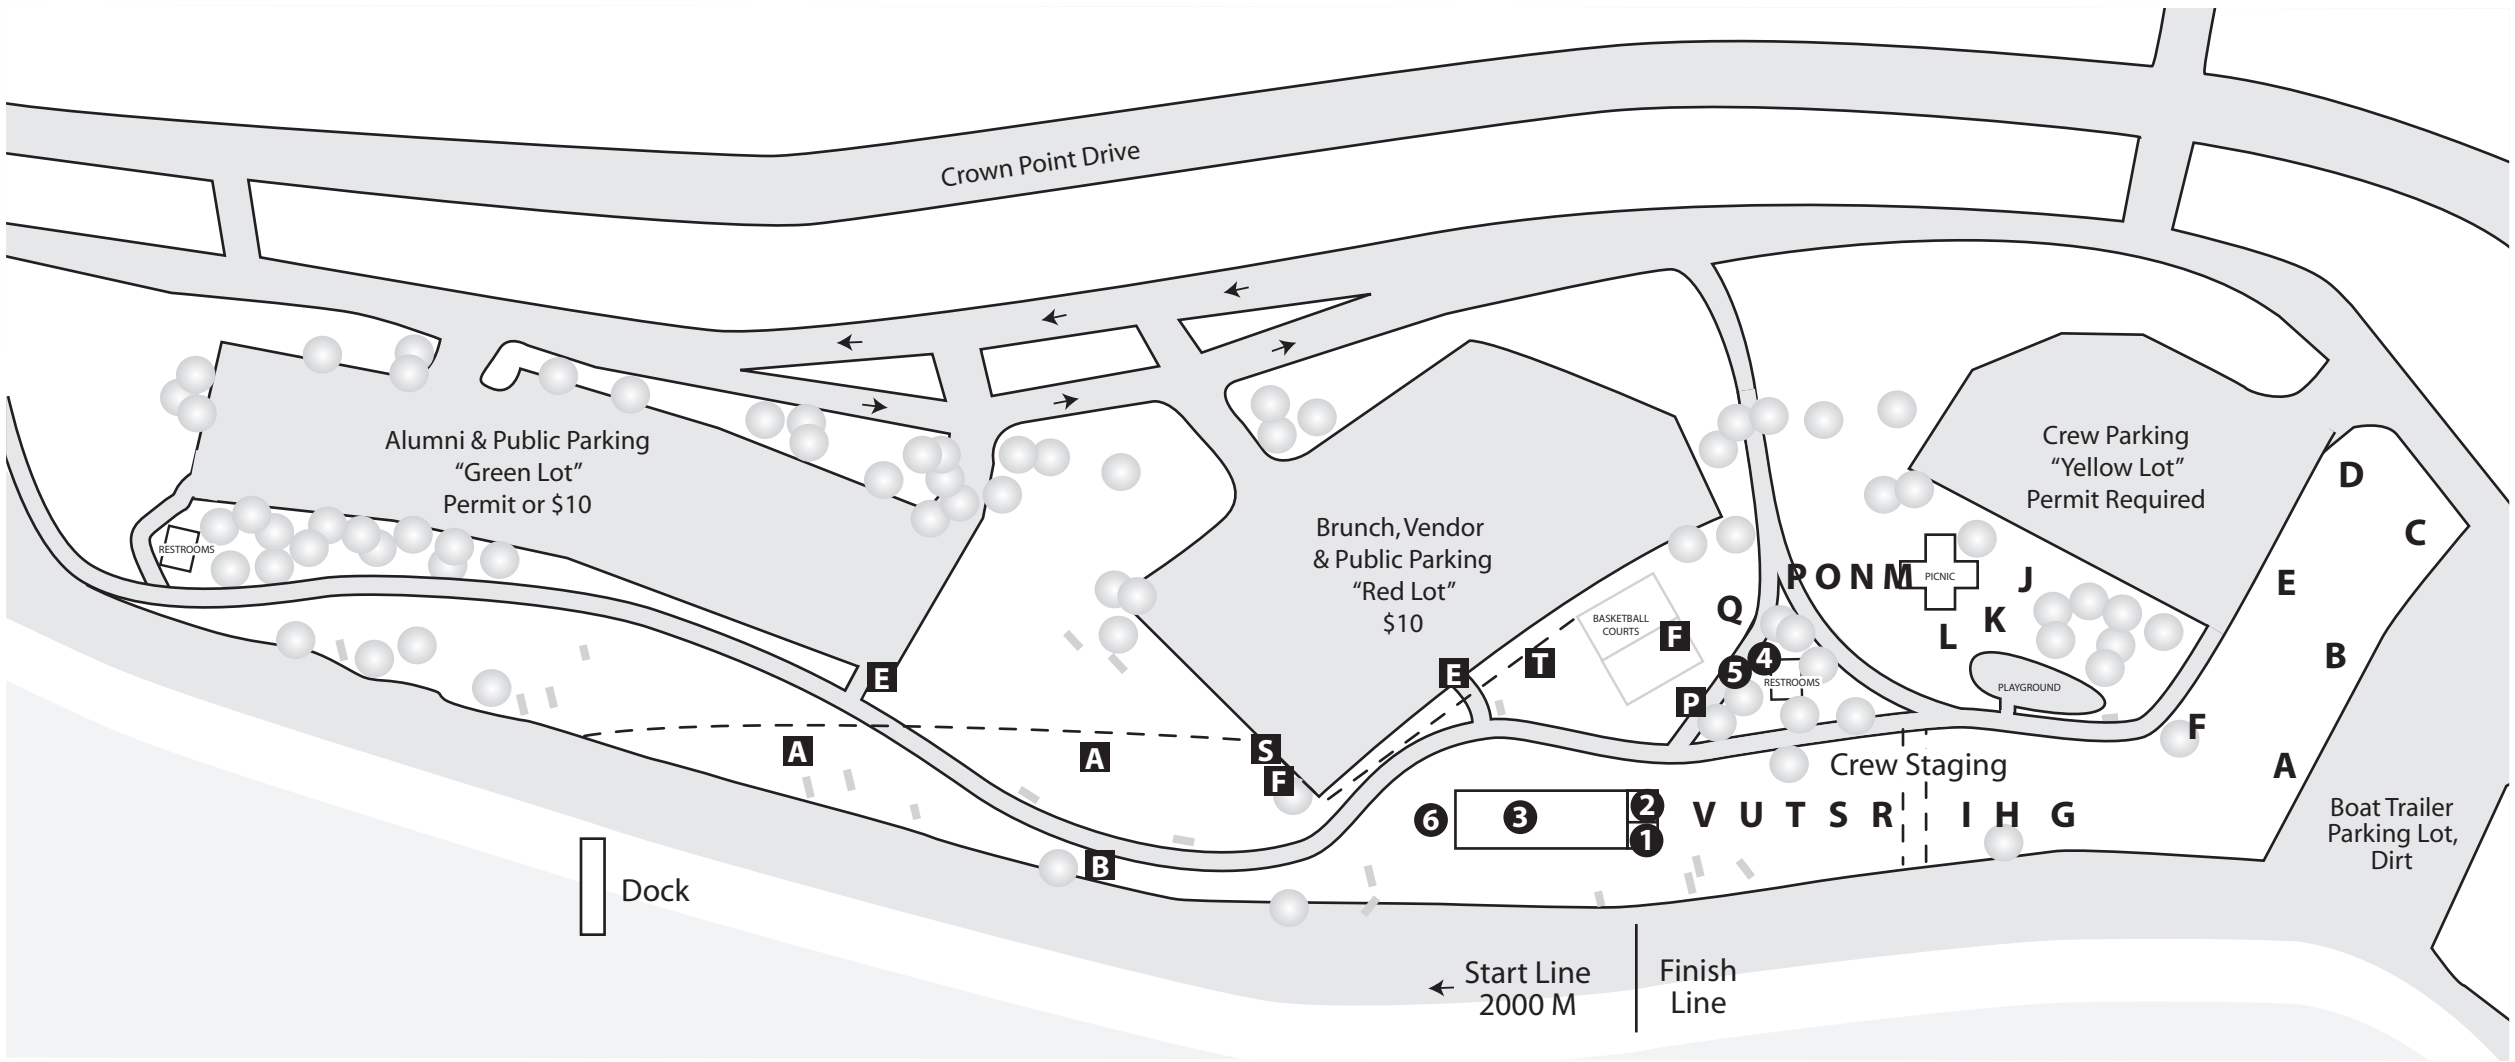 Crown Point Drive
Alumni & Public Parking
“Green Lot”
Permit or $10
RESTROOMS
Brunch, Vendor
& Public Parking
“Red Lot”
$10
Crew Parking
“Yellow Lot”
Permit Required
D
C
E
B
F
A
P O N M
PICNIC
J
K
L
Q
BASKETBALL
COURTS
F
T
E
E
P
5
4
RESTROOMS
PLAYGROUND
A
A
S
F
B
Crew Staging
6
3
2
1
V U T S R
I H G
Boat Trailer
Parking Lot,
Dirt
Dock
Start Line
2000 M
Finish
Line